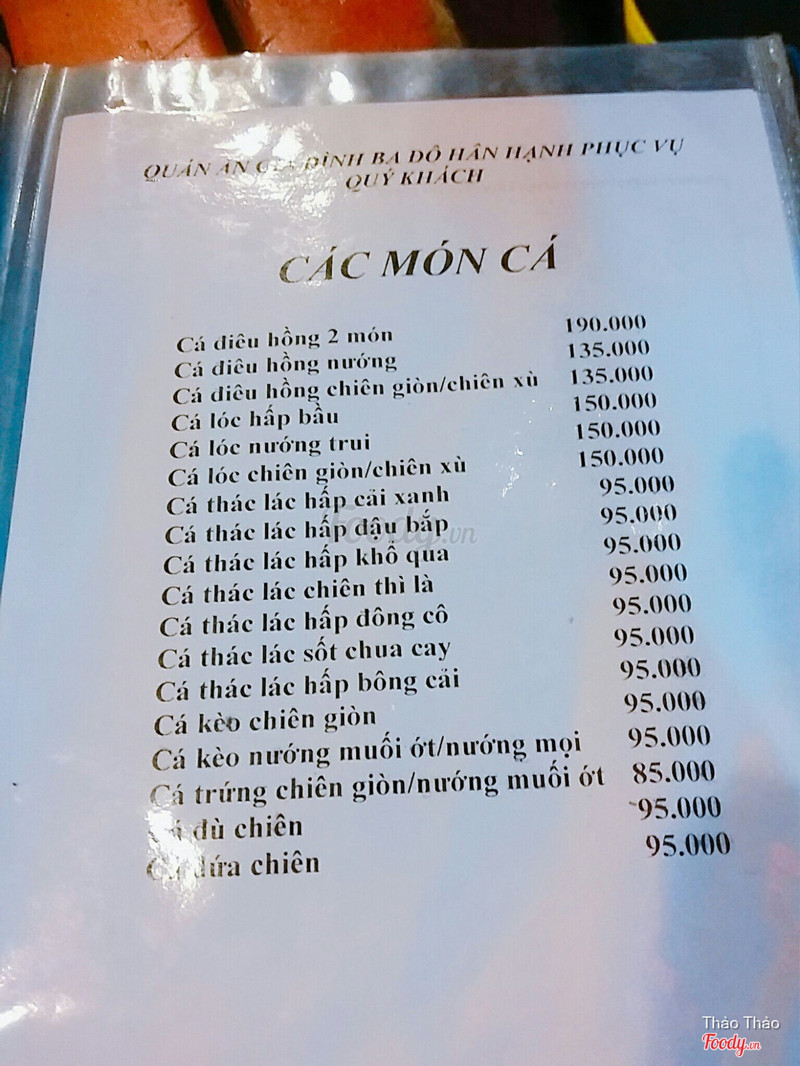 QUÁN ĂN GIA ĐÌNH BA ĐÔ HÂN HẠNH PHỤC VỤ
QUÝ KHÁCH
CÁC MÓN CÁ
Cá điêu hồng 2 món 190.000
Cá điêu hồng nướng 135.000
Cá điêu hồng chiên giòn/chiên xù 135.000
Cá lóc hấp bầu 150.000
Cá lóc nướng trui 150.000
Cá lóc chiên giòn/chiên xù 150.000
Cá thác lác hấp cải xanh 95.000
Cá thác lác hấp đậu bắp 95.000
Cá thác lác hấp khổ qua 95.000
Cá thác lác chiên thì là 95.000
Cá thác lác hấp đông cô 95.000
Cá thác lác sốt chua cay 95.000
Cá thác lác hấp bông cải 95.000
Cá kèo chiên giòn 95.000
Cá kèo nướng muối ớt/nướng mọi 95.000
Cá trứng chiên giòn/nướng muối ớt 85.000
Cá đù chiên 95.000
Cá dứa chiên 95.000
Foody.vn
Thảo Thảo
Foody.vn